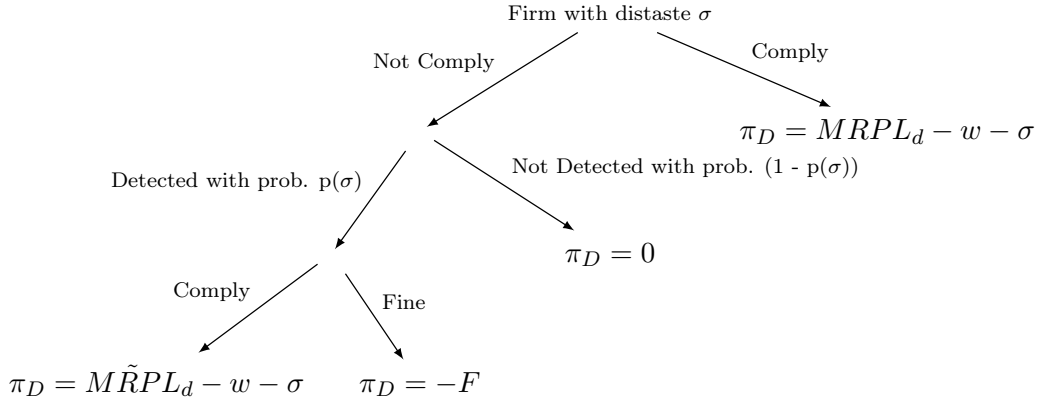 Firm with distaste σ
Not Comply
Comply
π_D = MRPL_d − w − σ
Detected with prob. p(σ)
Not Detected with prob. (1 - p(σ))
π_D = 0
Comply
Fine
π_D = MR̃PL_d − w − σ
π_D = −F